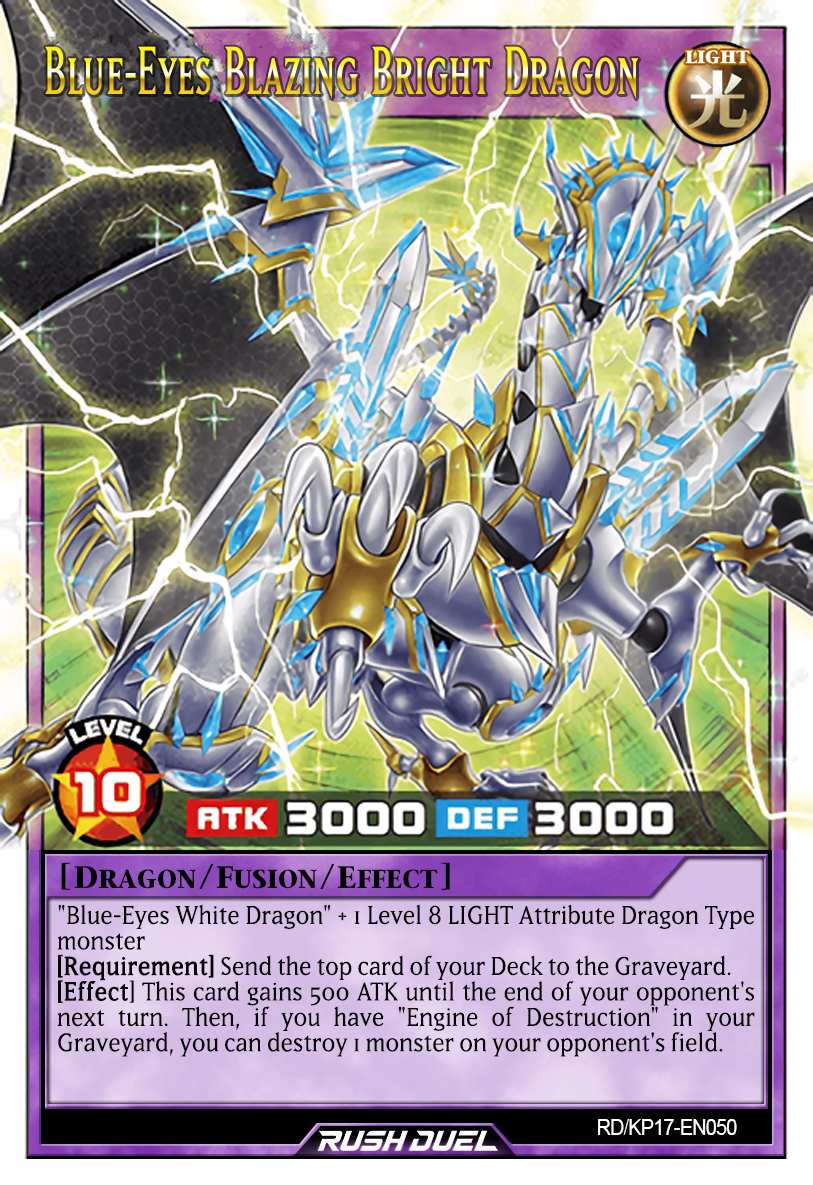 BLUE-EYES BLAZING BRIGHT DRAGON
LIGHT
光
LEVEL
10
ATK 3000 DEF 3000
[DRAGON/FUSION/EFFECT]
"Blue-Eyes White Dragon" + 1 Level 8 LIGHT Attribute Dragon Type
monster
[Requirement] Send the top card of your Deck to the Graveyard.
[Effect] This card gains 500 ATK until the end of your opponent's
next turn. Then, if you have "Engine of Destruction" in your
Graveyard, you can destroy 1 monster on your opponent's field.
RD/KP17-EN050
RUSH DUEL